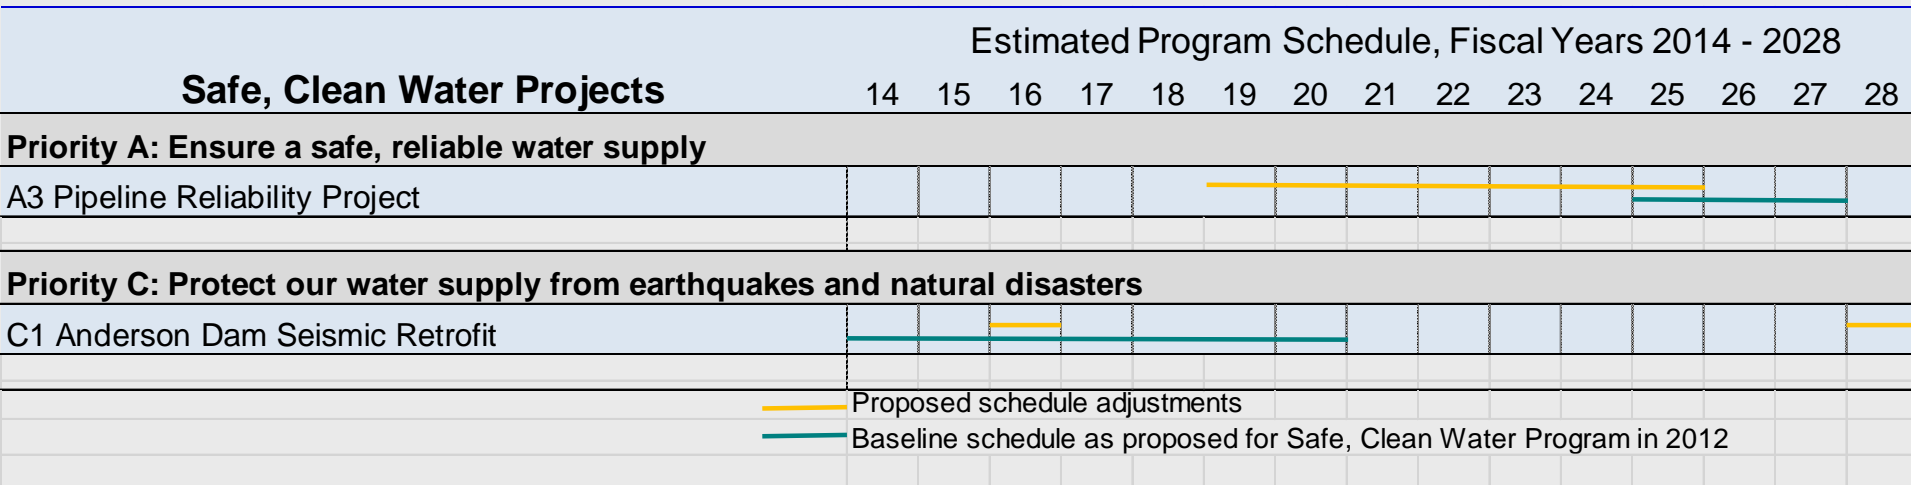 Estimated Program Schedule, Fiscal Years 2014 - 2028
Safe, Clean Water Projects 14 15 16 17 18 19 20 21 22 23 24 25 26 27 28
Priority A: Ensure a safe, reliable water supply
A3 Pipeline Reliability Project
Priority C: Protect our water supply from earthquakes and natural disasters
C1 Anderson Dam Seismic Retrofit
Proposed schedule adjustments
Baseline schedule as proposed for Safe, Clean Water Program in 2012